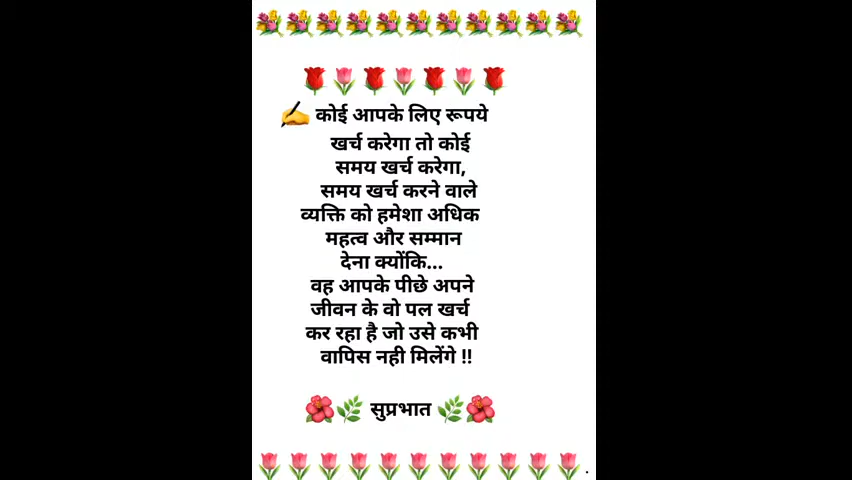 कोई आपके लिए रूपये
खर्च करेगा तो कोई
समय खर्च करेगा,
समय खर्च करने वाले
व्यक्ति को हमेशा अधिक
महत्व और सम्मान
देना क्योंकि...
वह आपके पीछे अपने
जीवन के वो पल खर्च
कर रहा है जो उसे कभी
वापिस नही मिलेंगे !!
सुप्रभात